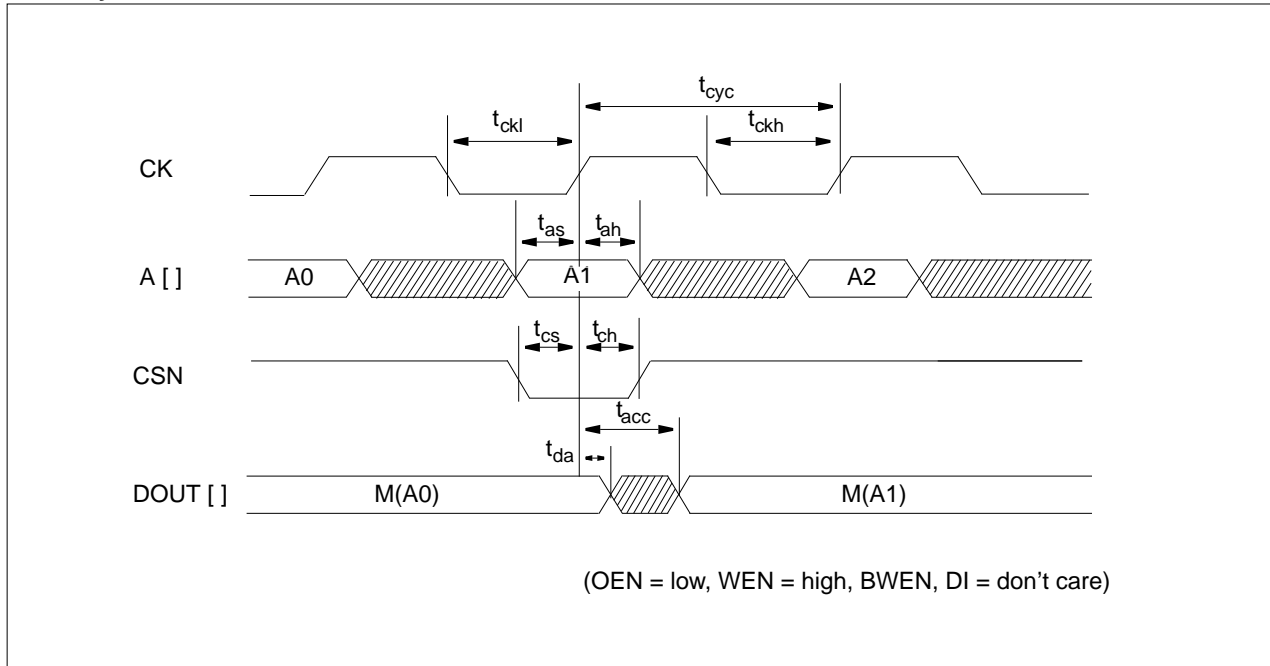 tcyc
tckl
tckh
CK
tas
tah
A [ ]
A0
A1
A2
tcs
tch
CSN
tacc
tda
DOUT [ ]
M(A0)
M(A1)
(OEN = low, WEN = high, BWEN, DI = don't care)